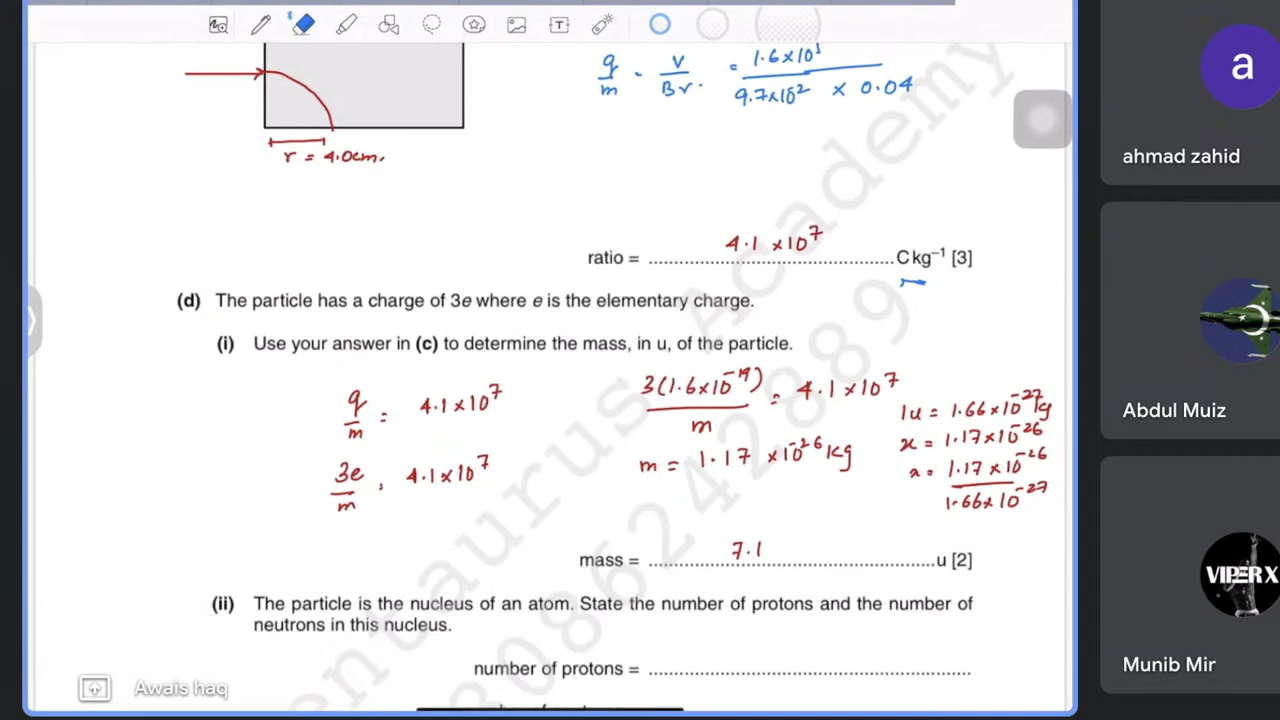 q/m = v/Br. = 1.6×10⁵ / 9.7×10⁻² × 0.04
r = 4.0cm.
4.1 ×10⁷
ratio = ................................................ C kg⁻¹ [3]
(d) The particle has a charge of 3e where e is the elementary charge.
(i) Use your answer in (c) to determine the mass, in u, of the particle.
q/m = 4.1×10⁷
3e/m , 4.1×10⁷
3(1.6×10⁻¹⁹)/m = 4.1×10⁷
m = 1.17 ×10⁻²⁶ kg
1u = 1.66×10⁻²⁷kg
x = 1.17×10⁻²⁶
x = 1.17×10⁻²⁶ / 1.66×10⁻²⁷
7.1
mass = ................................................ u [2]
(ii) The particle is the nucleus of an atom. State the number of protons and the number of
neutrons in this nucleus.
number of protons = ................................................
Awais haq
entaurus Academy
3086242889
a
ahmad zahid
Abdul Muiz
VIPER X
Munib Mir